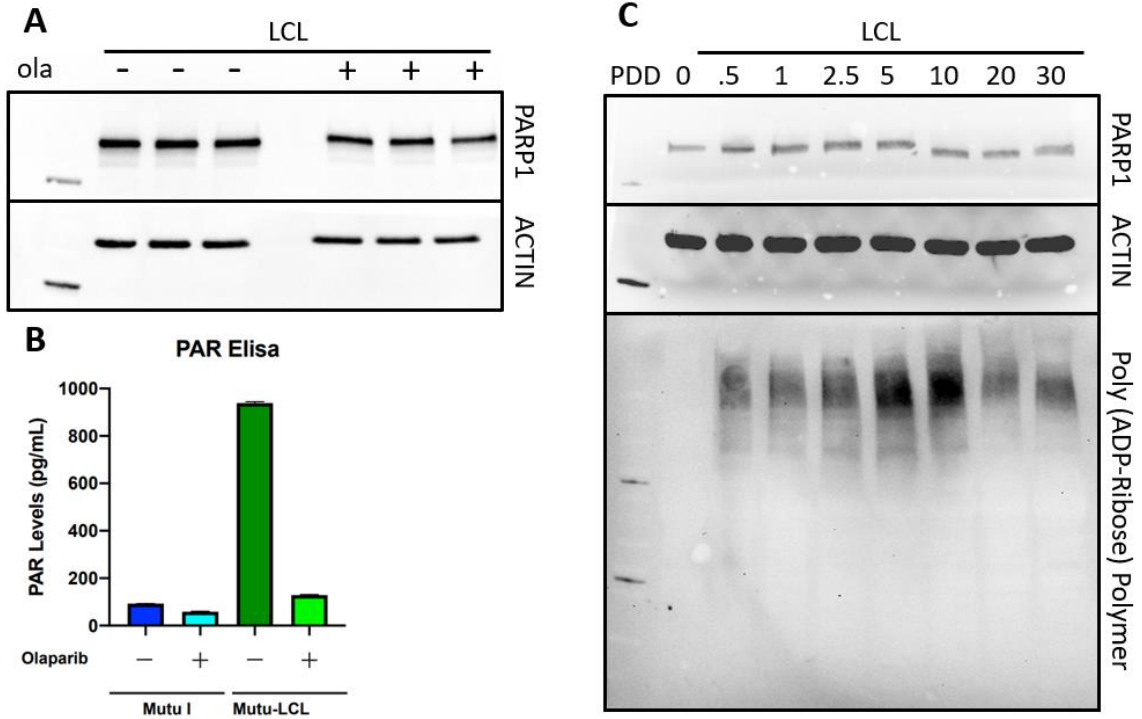 A
LCL
ola - - - + + +
PARP1
ACTIN
B
PAR Elisa
PAR Levels (pg/mL)
1000
800
600
400
200
0
Olaparib − + − +
Mutu I Mutu-LCL
C
LCL
PDD 0 .5 1 2.5 5 10 20 30
PARP1
ACTIN
Poly (ADP-Ribose) Polymer